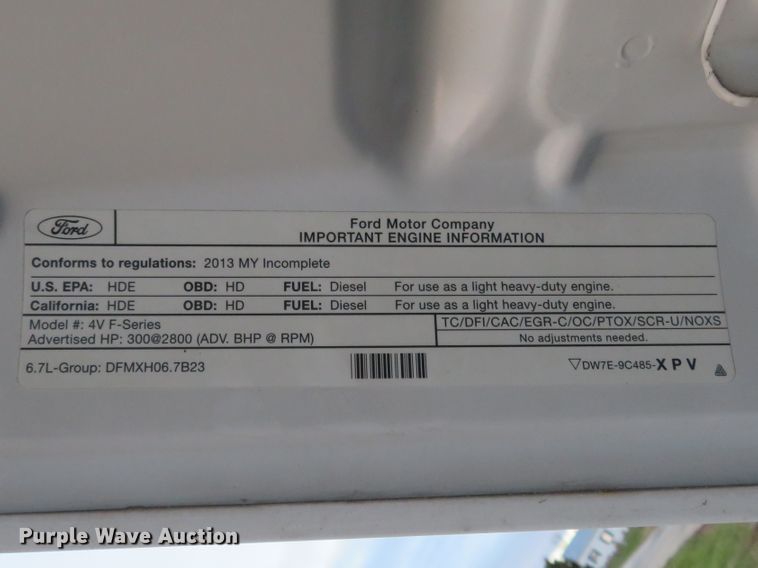 Ford
Ford Motor Company
IMPORTANT ENGINE INFORMATION
Conforms to regulations: 2013 MY Incomplete
U.S. EPA: HDE OBD: HD FUEL: Diesel For use as a light heavy-duty engine.
California: HDE OBD: HD FUEL: Diesel For use as a light heavy-duty engine.
Model #: 4V F-Series
Advertised HP: 300@2800 (ADV. BHP @ RPM)
TC/DFI/CAC/EGR-C/OC/PTOX/SCR-U/NOXS
No adjustments needed.
6.7L-Group: DFMXH06.7B23
DW7E-9C485-XPV
Purple Wave Auction